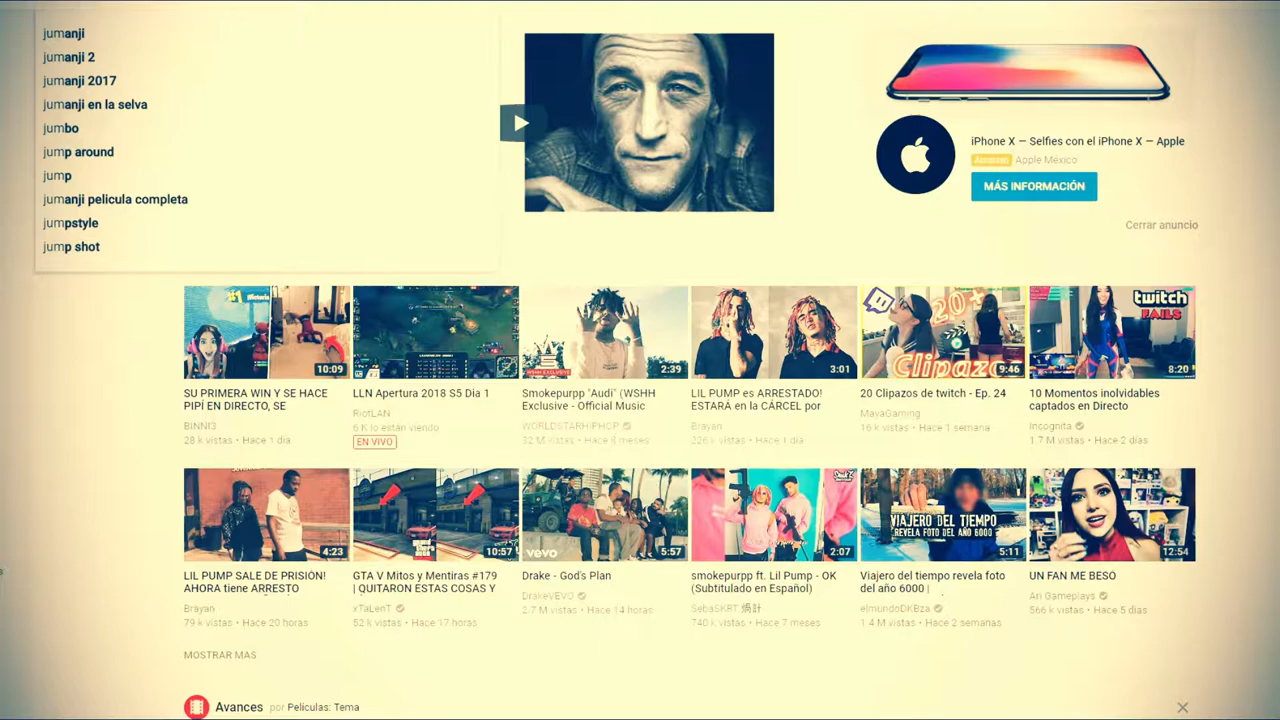 jumanji
jumanji 2
jumanji 2017
jumanji en la selva
jumbo
jump around
jump
jumanji pelicula completa
jumpstyle
jump shot
iPhone X — Selfies con el iPhone X — Apple
Anuncio Apple México
MÁS INFORMACIÓN
Cerrar anuncio
#1
10:09
WSHH EXCLUSIVE
2:39
3:01
20+
Clipazos
9:46
twitch
FAILS
8:20
SU PRIMERA WIN Y SE HACE
PIPÍ EN DIRECTO, SE
BINNI3
28 k vistas • Hace 1 día
LLN Apertura 2018 S5 Dia 1
RiotLAN
6 K lo están viendo
EN VIVO
Smokepurpp "Audi" (WSHH
Exclusive - Official Music
WORLDSTARHIPHOP
32 M vistas • Hace 8 meses
LIL PUMP es ARRESTADO!
ESTARÁ en la CÁRCEL por
Brayan
226 k vistas • Hace 1 día
20 Clipazos de twitch - Ep. 24
MayaGaming
16 k vistas • Hace 1 semana
10 Momentos inolvidables
captados en Directo
Incognita
1.7 M vistas • Hace 2 días
4:23
10:57
vevo
5:57
2:07
VIAJERO DEL TIEMPO
REVELA FOTO DEL AÑO 6000
5:11
12:54
LIL PUMP SALE DE PRISIÓN!
AHORA tiene ARRESTO
Brayan
79 k vistas • Hace 20 horas
GTA V Mitos y Mentiras #179
| QUITARON ESTAS COSAS Y
xTaLenT
52 k vistas • Hace 17 horas
Drake - God's Plan
DrakeVEVO
2.7 M vistas • Hace 14 horas
smokepurpp ft. Lil Pump - OK
(Subtitulado en Español)
SebaSKRT
740 k vistas • Hace 7 meses
Viajero del tiempo revela foto
del año 6000 |
elmundoDKBza
1.4 M vistas • Hace 2 semanas
UN FAN ME BESO
Ari Gameplays
566 k vistas • Hace 5 días
MOSTRAR MÁS
Avances por Películas: Tema